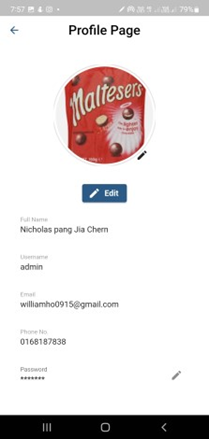 7:57
79%
Profile Page
Maltesers
Edit
Full Name
Nicholas pang Jia Chern
Username
admin
Email
williamho0915@gmail.com
Phone No.
0168187838
Password
*******